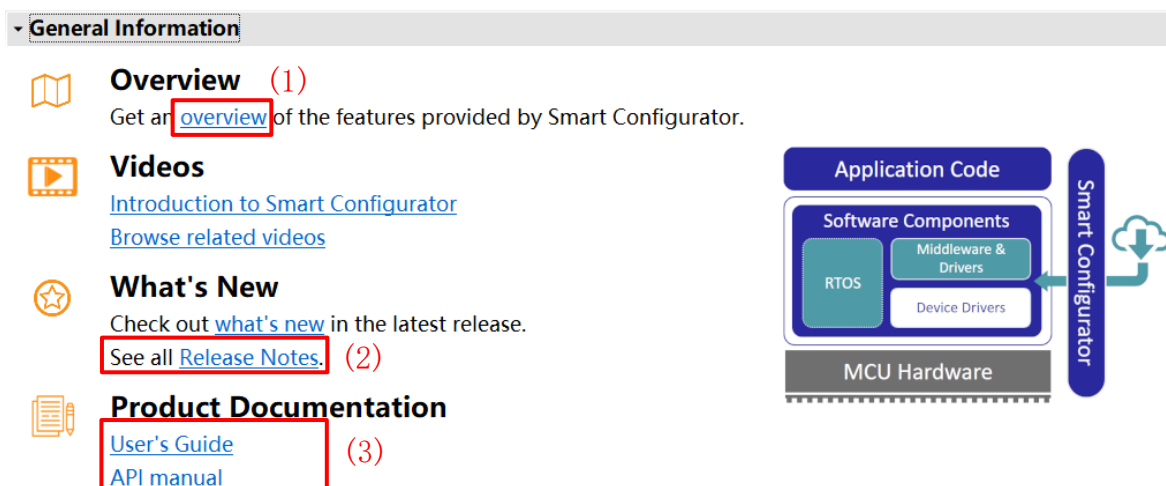 General Information
Overview (1)
Get an overview of the features provided by Smart Configurator.
Videos
Introduction to Smart Configurator
Browse related videos
What's New
Check out what's new in the latest release.
See all Release Notes. (2)
Product Documentation
User's Guide
(3)
API manual
Application Code
Software Components
RTOS
Middleware &
Drivers
Device Drivers
MCU Hardware
Smart Configurator